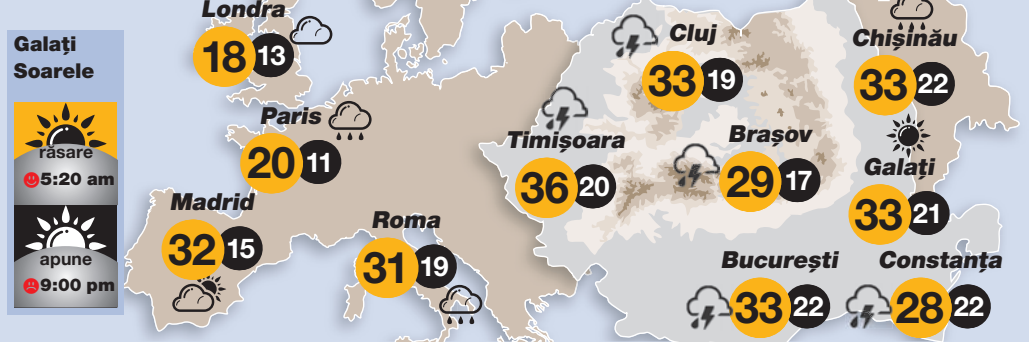 Galați
Soarele
răsare
5:20 am
apune
9:00 pm
Londra
18 13
Paris
20 11
Madrid
32 15
Roma
31 19
Timișoara
36 20
Cluj
33 19
Brașov
29 17
Chișinău
33 22
Galați
33 21
București
33 22
Constanța
28 22